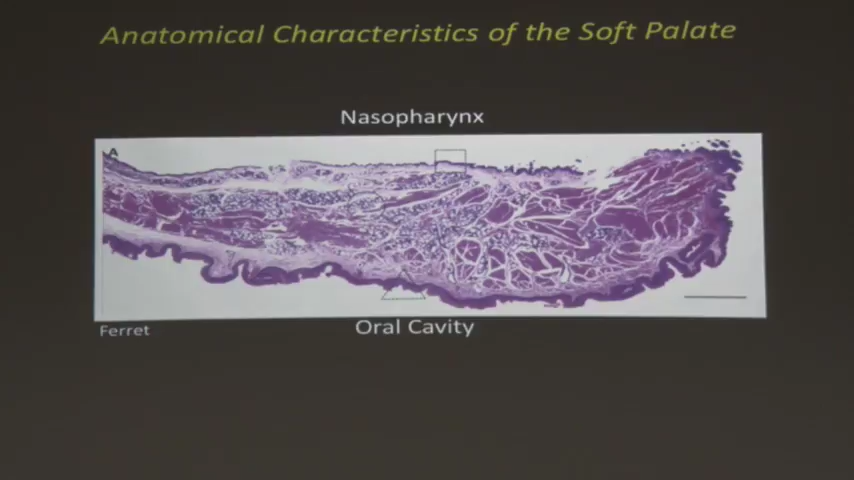 Anatomical Characteristics of the Soft Palate
Nasopharynx
A
Ferret
Oral Cavity